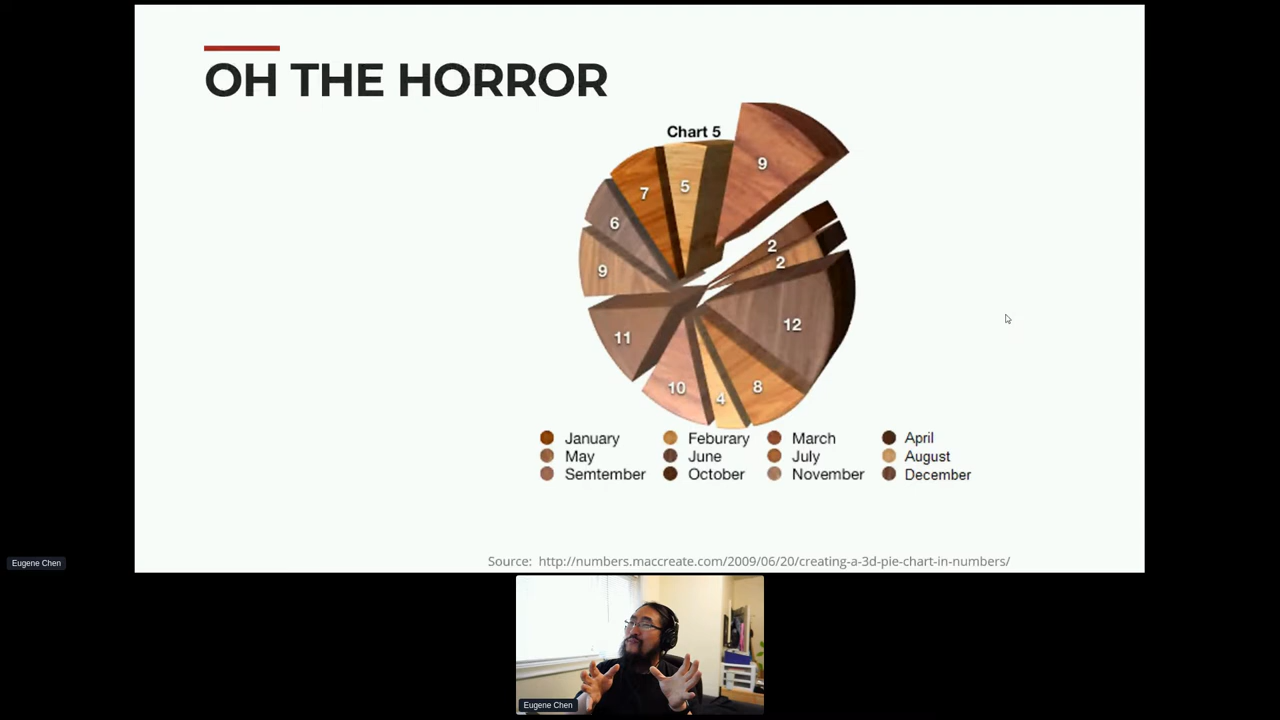 OH THE HORROR
Chart 5
9
5
7
6
2
2
9
12
11
8
10
4
January Feburary March April
May June July August
Semtember October November December
Source: http://numbers.maccreate.com/2009/06/20/creating-a-3d-pie-chart-in-numbers/
Eugene Chen
Eugene Chen